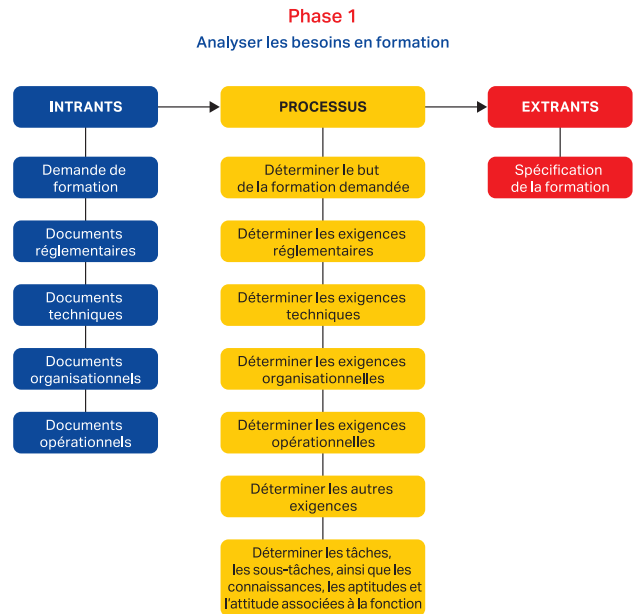 Phase 1
Analyser les besoins en formation
INTRANTS
PROCESSUS
EXTRANTS
Demande de
formation
Documents
réglementaires
Documents
techniques
Documents
organisationnels
Documents
opérationnels
Déterminer le but
de la formation demandée
Déterminer les exigences
réglementaires
Déterminer les exigences
techniques
Déterminer les exigences
organisationnelles
Déterminer les exigences
opérationnelles
Déterminer les autres
exigences
Déterminer les tâches,
les sous-tâches, ainsi que les
connaissances, les aptitudes et
l'attitude associées à la fonction
Spécification
de la formation